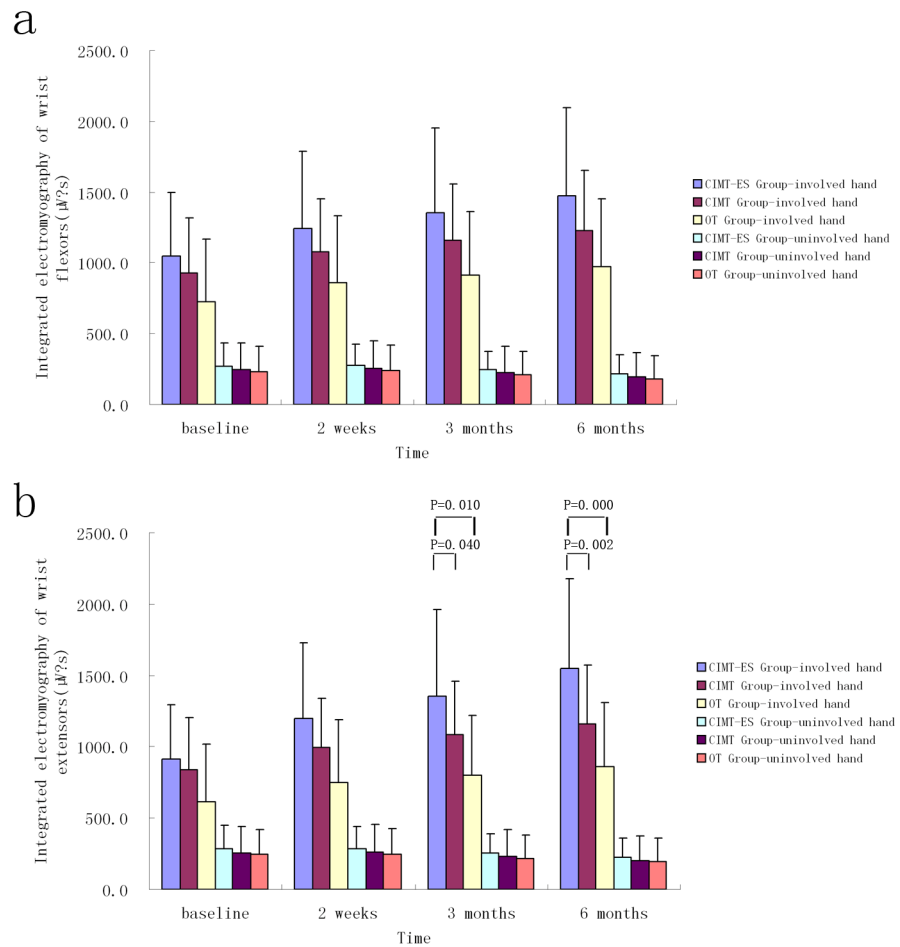 a
Integrated electromyography of wrist
flexors(μV?s)
2500.0
2000.0
1500.0
1000.0
500.0
0.0
baseline
2 weeks
3 months
6 months
Time
CIMT-ES Group-involved hand
CIMT Group-involved hand
OT Group-involved hand
CIMT-ES Group-uninvolved hand
CIMT Group-uninvolved hand
OT Group-uninvolved hand
b
Integrated electromyography of wrist
extensors(μV?s)
2500.0
2000.0
1500.0
1000.0
500.0
0.0
P=0.010
P=0.040
P=0.000
P=0.002
baseline
2 weeks
3 months
6 months
Time
CIMT-ES Group-involved hand
CIMT Group-involved hand
OT Group-involved hand
CIMT-ES Group-uninvolved hand
CIMT Group-uninvolved hand
OT Group-uninvolved hand